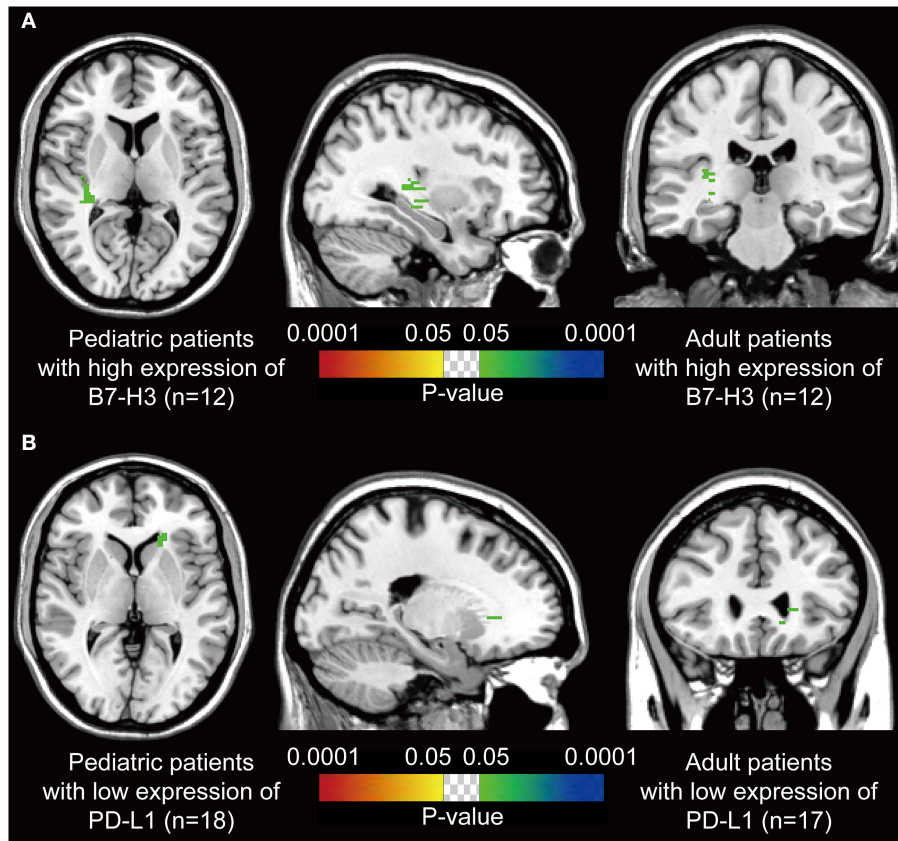 A
Pediatric patients
with high expression of
B7-H3 (n=12)
0.0001 0.05 0.05 0.0001
P-value
Adult patients
with high expression of
B7-H3 (n=12)
B
Pediatric patients
with low expression of
PD-L1 (n=18)
0.0001 0.05 0.05 0.0001
P-value
Adult patients
with low expression of
PD-L1 (n=17)